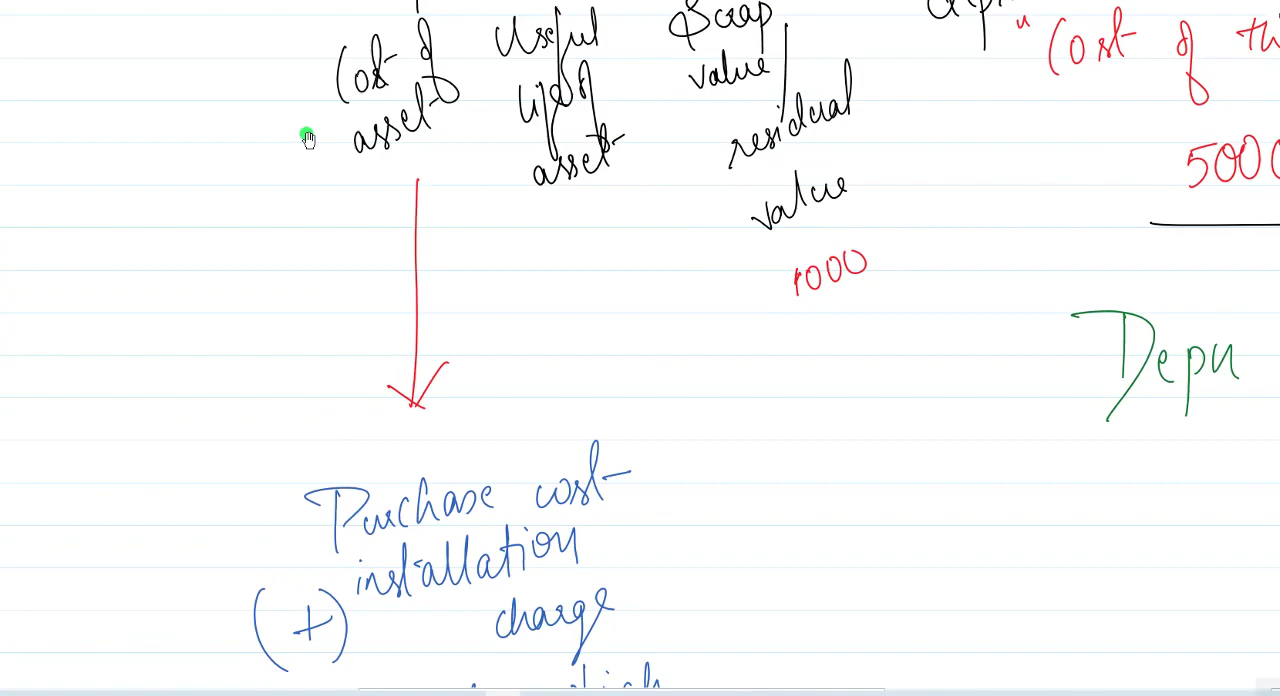 Cost of
asset
Useful
life of
asset
Scrap
value
residual
value
1000
" Cost of
5000
Depn
Purchase cost
installation
(+) charge